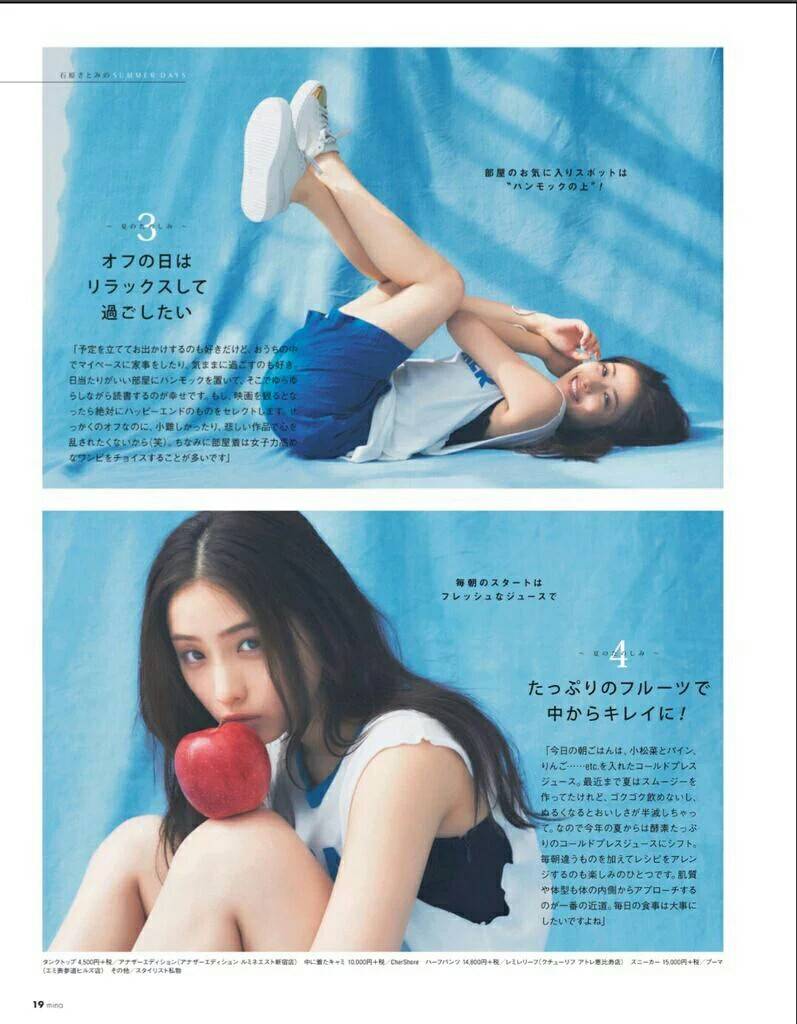 石原さとみのSUMMER DAYS
部屋のお気に入りスポットは
“ハンモックの上”!
～ 夏のたのしみ ～
3
オフの日は
リラックスして
過ごしたい
「予定を立ててお出かけするのも好きだけど、おうちの中
でマイペースに家事をしたり、気ままに過ごすのも好き。
日当たりがいい部屋にハンモックを置いて、そこでゆらゆ
らしながら読書するのが幸せです。もし、映画を観るとな
ったら絶対にハッピーエンドのものをセレクトします。せ
っかくのオフなのに、小難しかったり、悲しい作品で心を
乱されたくないから(笑)。ちなみに部屋着は女子力高め
なワンピをチョイスすることが多いです」
毎朝のスタートは
フレッシュなジュースで
～ 夏のたのしみ ～
4
たっぷりのフルーツで
中からキレイに!
「今日の朝ごはんは、小松菜とパイン、
りんご……etc.を入れたコールドプレス
ジュース。最近まで夏はスムージーを
作ってたけれど、ゴクゴク飲めないし、
ぬるくなるとおいしさが半減しちゃっ
て。なので今年の夏からは酵素たっぷ
りのコールドプレスジュースにシフト。
毎朝違うものを加えてレシピをアレン
ジするのも楽しみのひとつです。肌質
や体型も体の内側からアプローチする
のが一番の近道。毎日の食事は大事に
したいですよね」
タンクトップ 4,500円+税／アナザーエディション(アナザーエディション ルミネエスト新宿店) 中に着たキャミ 10,000円+税／CherShore ハーフパンツ 14,800円+税／レミレリーフ(クチューリフ アトレ恵比寿店) スニーカー 15,000円+税／プーマ
(エミ表参道ヒルズ店) その他／スタイリスト私物
19 mina